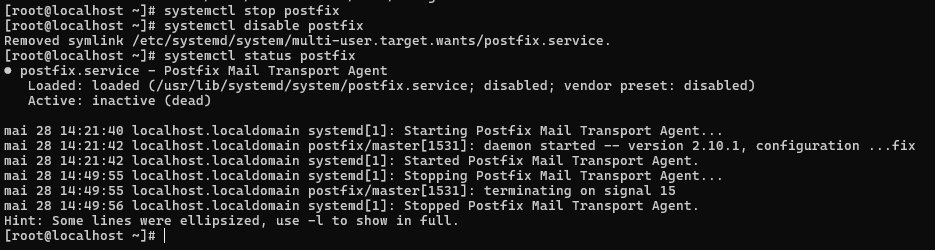 [root@localhost ~]# systemctl stop postfix
[root@localhost ~]# systemctl disable postfix
Removed symlink /etc/systemd/system/multi-user.target.wants/postfix.service.
[root@localhost ~]# systemctl status postfix
● postfix.service - Postfix Mail Transport Agent
   Loaded: loaded (/usr/lib/systemd/system/postfix.service; disabled; vendor preset: disabled)
   Active: inactive (dead)

mai 28 14:21:40 localhost.localdomain systemd[1]: Starting Postfix Mail Transport Agent...
mai 28 14:21:42 localhost.localdomain postfix/master[1531]: daemon started -- version 2.10.1, configuration ...fix
mai 28 14:21:42 localhost.localdomain systemd[1]: Started Postfix Mail Transport Agent.
mai 28 14:49:55 localhost.localdomain systemd[1]: Stopping Postfix Mail Transport Agent...
mai 28 14:49:55 localhost.localdomain postfix/master[1531]: terminating on signal 15
mai 28 14:49:56 localhost.localdomain systemd[1]: Stopped Postfix Mail Transport Agent.
Hint: Some lines were ellipsized, use -l to show in full.
[root@localhost ~]#